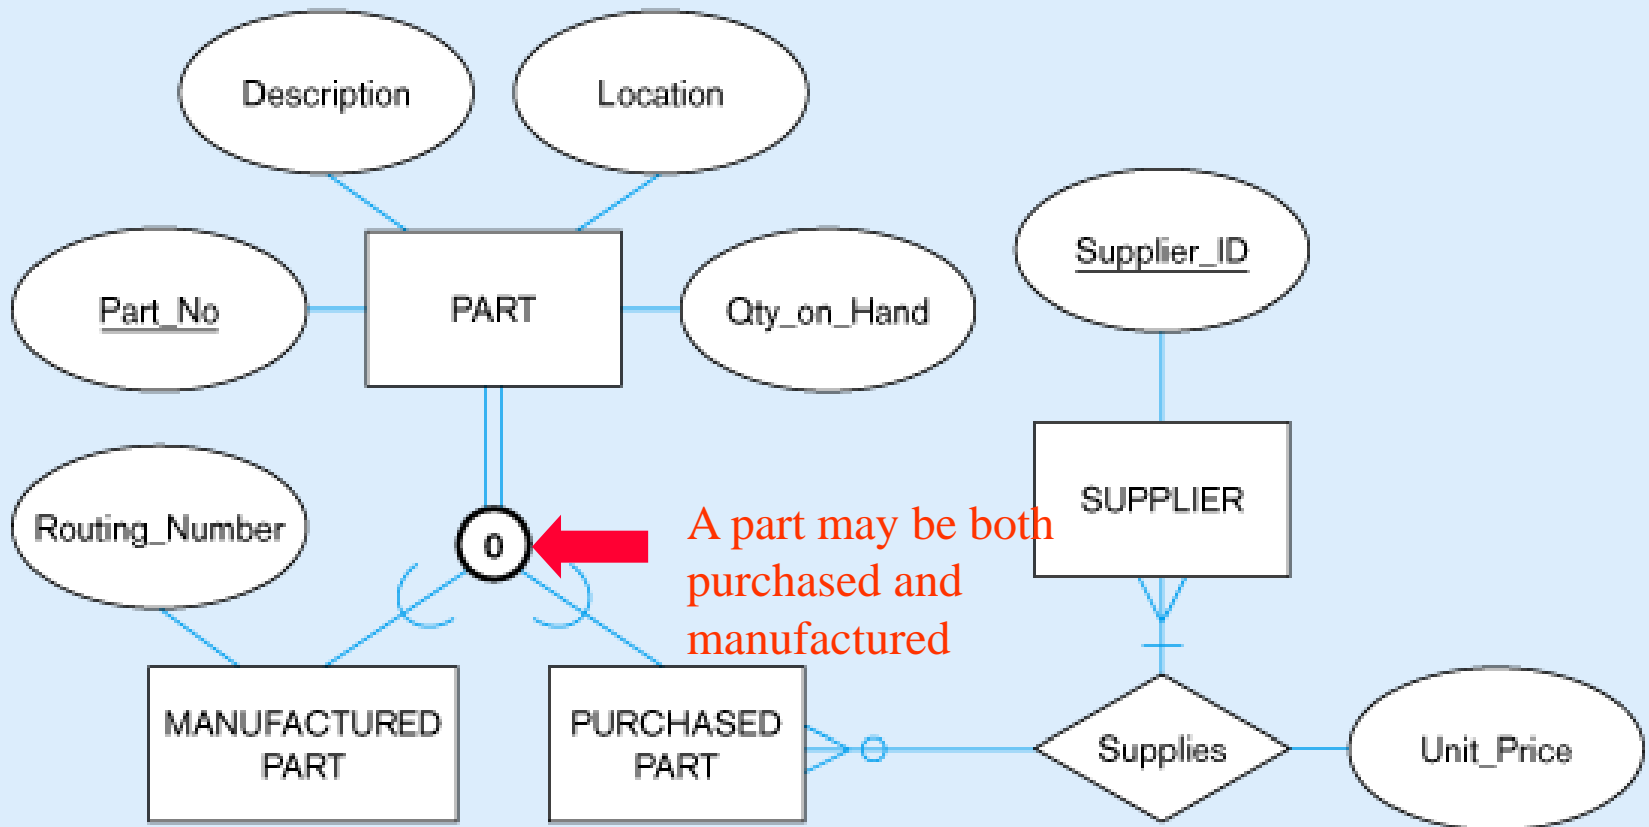 Description
Location
Part_No
PART
Qty_on_Hand
Supplier_ID
Routing_Number
0
A part may be both
purchased and
manufactured
SUPPLIER
MANUFACTURED
PART
PURCHASED
PART
Supplies
Unit_Price